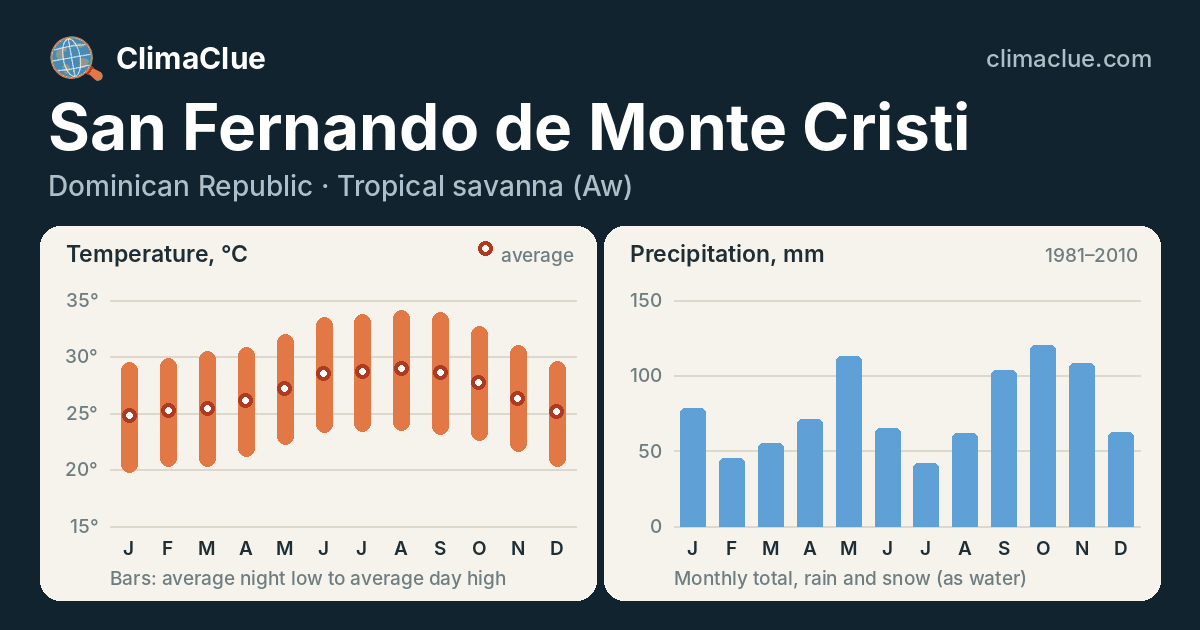 ClimaClue
climaclue.com
San Fernando de Monte Cristi
Dominican Republic · Tropical savanna (Aw)
Temperature, °C
average
35°
30°
25°
20°
15°
J F M A M J J A S O N D
Bars: average night low to average day high
Precipitation, mm
1981–2010
150
100
50
0
J F M A M J J A S O N D
Monthly total, rain and snow (as water)